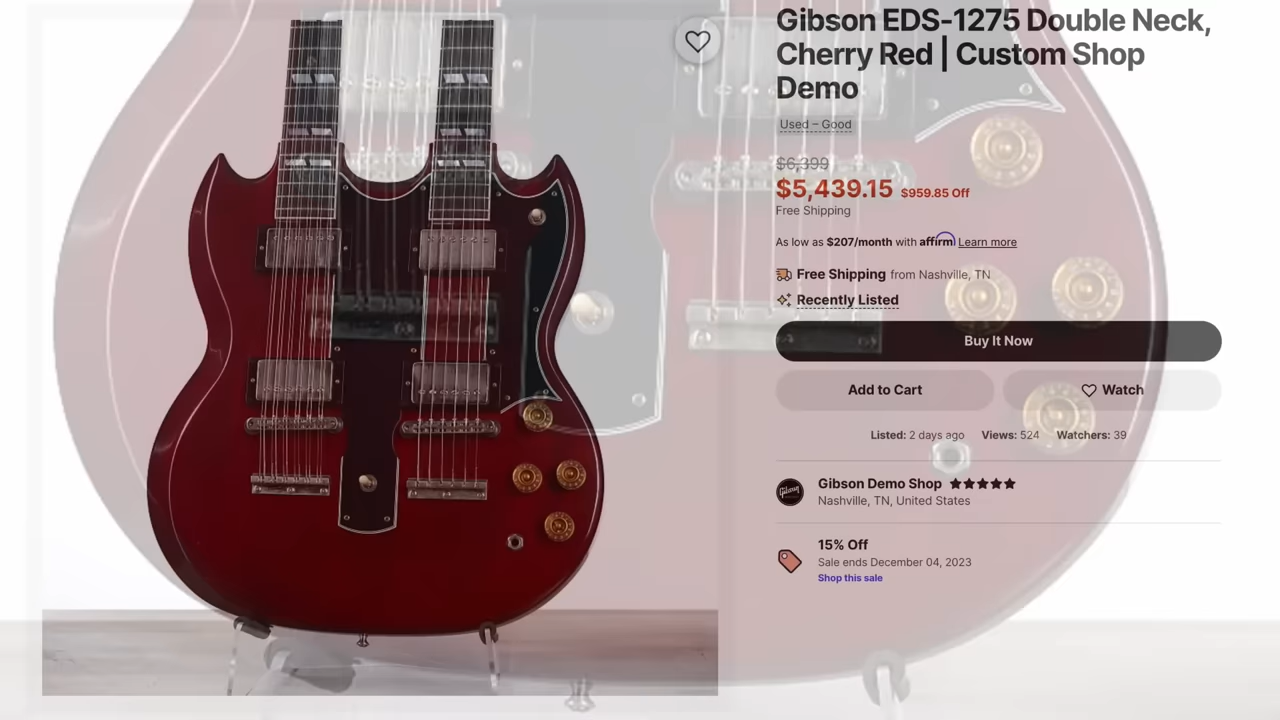 Gibson EDS-1275 Double Neck,
Cherry Red | Custom Shop
Demo
Used – Good
$6,399
$5,439.15 $959.85 Off
Free Shipping
As low as $207/month with affirm Learn more
Free Shipping from Nashville, TN
Recently Listed
Buy It Now
Add to Cart
Watch
Listed: 2 days ago Views: 524 Watchers: 39
Gibson
Gibson Demo Shop
Nashville, TN, United States
15% Off
Sale ends December 04, 2023
Shop this sale